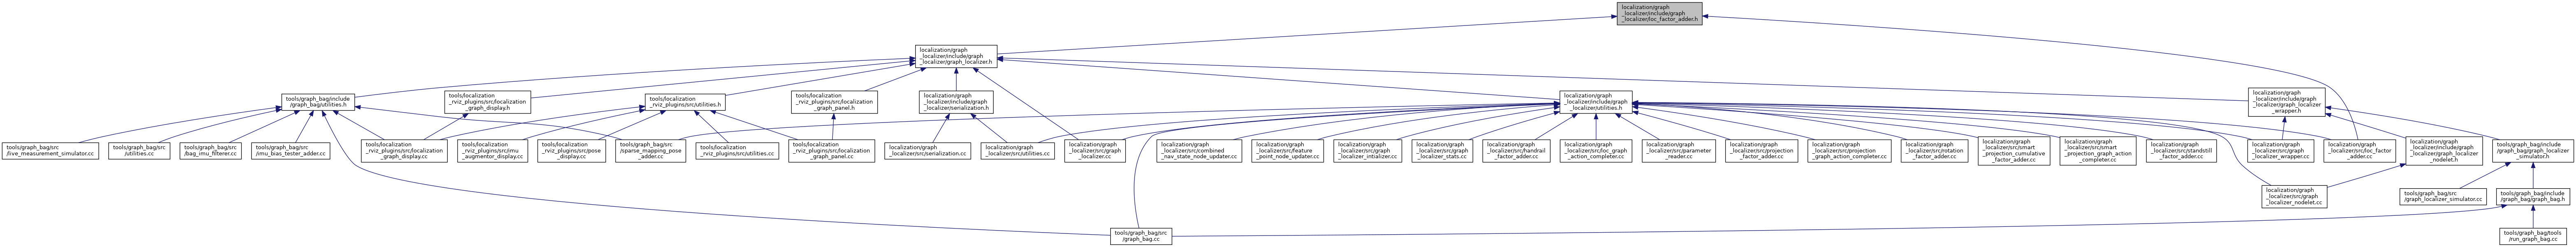 localization/graph
_localizer/include/graph
_localizer/loc_factor_adder.h
localization/graph
_localizer/include/graph
_localizer/graph_localizer.h
tools/graph_bag/include
/graph_bag/utilities.h
tools/localization
_rviz_plugins/src/localization
_graph_display.h
tools/localization
_rviz_plugins/src/utilities.h
tools/localization
_rviz_plugins/src/localization
_graph_panel.h
localization/graph
_localizer/include/graph
_localizer/serialization.h
localization/graph
_localizer/include/graph
_localizer/utilities.h
localization/graph
_localizer/include/graph
_localizer/graph_localizer
_wrapper.h
tools/graph_bag/src
/live_measurement_simulator.cc
tools/graph_bag/src
/utilities.cc
tools/graph_bag/src
/bag_imu_filterer.cc
tools/graph_bag/src
/imu_bias_tester_adder.cc
tools/localization
_rviz_plugins/src/localization
_graph_display.cc
tools/localization
_rviz_plugins/src/imu
_augmentor_display.cc
tools/localization
_rviz_plugins/src/pose
_display.cc
tools/graph_bag/src
/sparse_mapping_pose
_adder.cc
tools/localization
_rviz_plugins/src/utilities.cc
tools/localization
_rviz_plugins/src/localization
_graph_panel.cc
localization/graph
_localizer/src/serialization.cc
localization/graph
_localizer/src/utilities.cc
localization/graph
_localizer/src/graph
_localizer.cc
localization/graph
_localizer/src/combined
_nav_state_node_updater.cc
localization/graph
_localizer/src/feature
_point_node_updater.cc
localization/graph
_localizer/src/graph
_localizer_intializer.cc
localization/graph
_localizer/src/graph
_localizer_stats.cc
localization/graph
_localizer/src/handrail
_factor_adder.cc
localization/graph
_localizer/src/loc_graph
_action_completer.cc
localization/graph
_localizer/src/parameter
_reader.cc
localization/graph
_localizer/src/projection
_factor_adder.cc
localization/graph
_localizer/src/projection
_graph_action_completer.cc
localization/graph
_localizer/src/rotation
_factor_adder.cc
localization/graph
_localizer/src/smart
_projection_cumulative
_factor_adder.cc
localization/graph
_localizer/src/smart
_projection_graph_action
_completer.cc
localization/graph
_localizer/src/standstill
_factor_adder.cc
localization/graph
_localizer/src/graph
_localizer_wrapper.cc
localization/graph
_localizer/src/loc_factor
_adder.cc
localization/graph
_localizer/include/graph
_localizer/graph_localizer
_nodelet.h
tools/graph_bag/include
/graph_bag/graph_localizer
_simulator.h
localization/graph
_localizer/src/graph
_localizer_nodelet.cc
tools/graph_bag/src
/graph_localizer_simulator.cc
tools/graph_bag/include
/graph_bag/graph_bag.h
tools/graph_bag/src
/graph_bag.cc
tools/graph_bag/tools
/run_graph_bag.cc